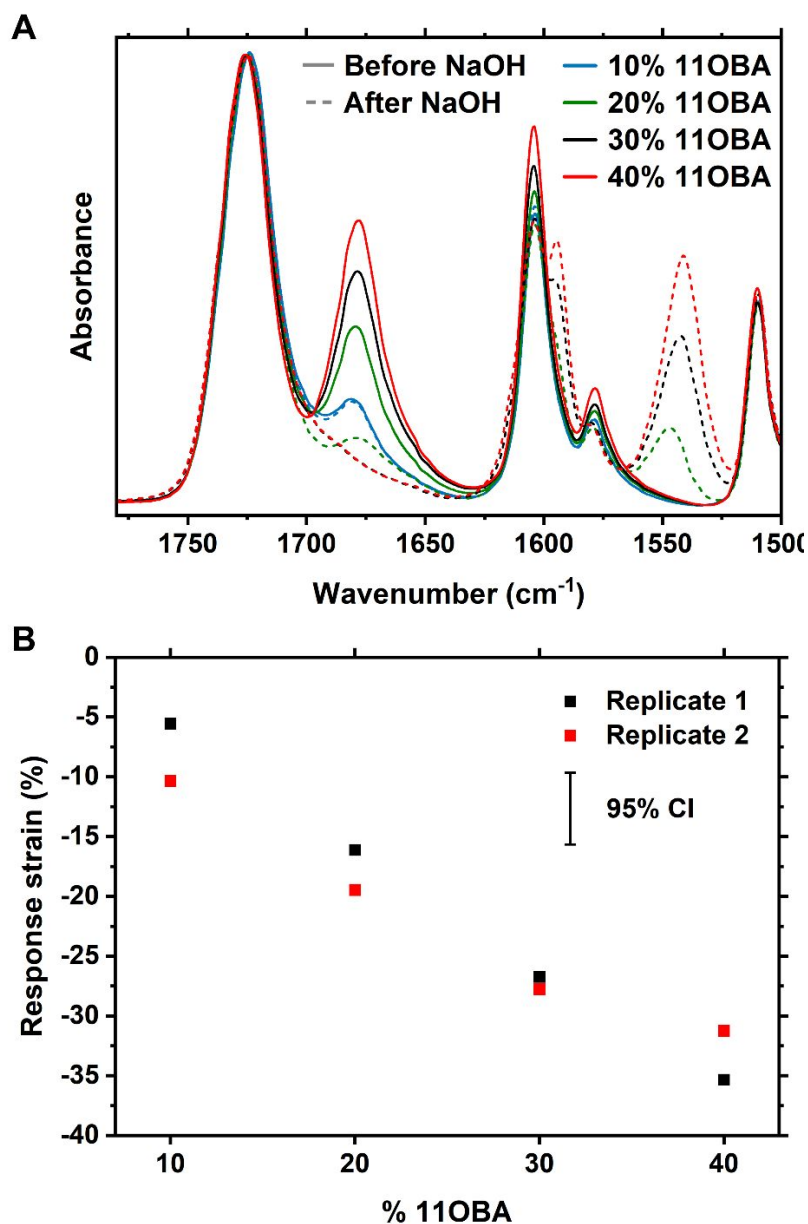 A
Before NaOH
After NaOH
10% 11OBA
20% 11OBA
30% 11OBA
40% 11OBA
Absorbance
1750 1700 1650 1600 1550 1500
Wavenumber (cm⁻¹)
B
0
-5
-10
-15
-20
-25
-30
-35
-40
Response strain (%)
Replicate 1
Replicate 2
95% CI
10 20 30 40
% 11OBA